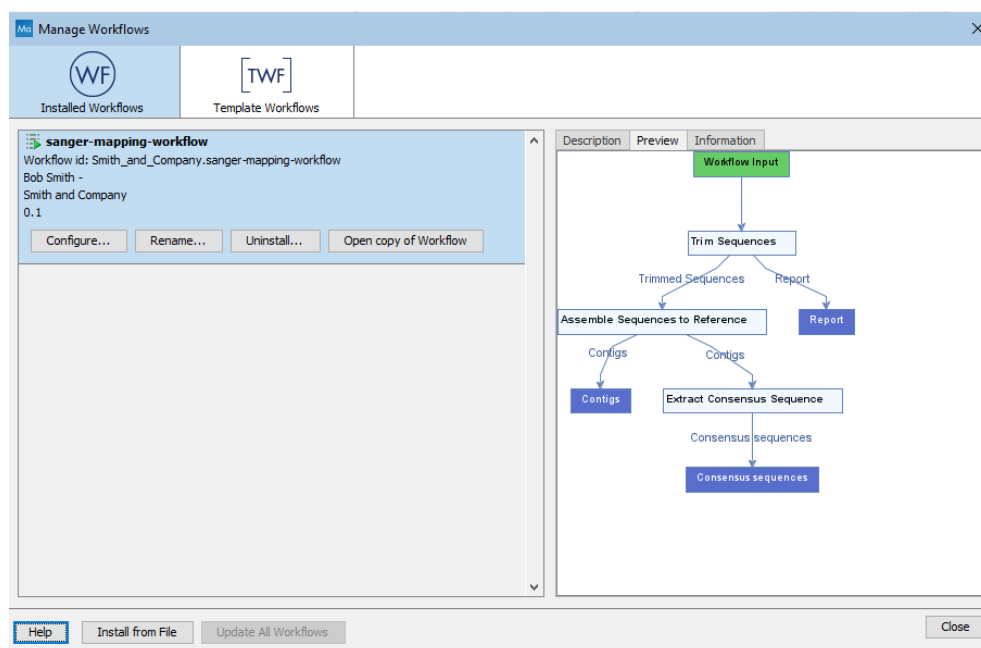 Ma Manage Workflows
WF
Installed Workflows
TWF
Template Workflows
sanger-mapping-workflow
Workflow id: Smith_and_Company.sanger-mapping-workflow
Bob Smith -
Smith and Company
0.1
Configure... Rename... Uninstall... Open copy of Workflow
Description Preview Information
Workflow Input
Trim Sequences
Trimmed Sequences Report
Assemble Sequences to Reference Report
Contigs Contigs
Contigs Extract Consensus Sequence
Consensus sequences
Consensus sequences
Help Install from File Update All Workflows Close